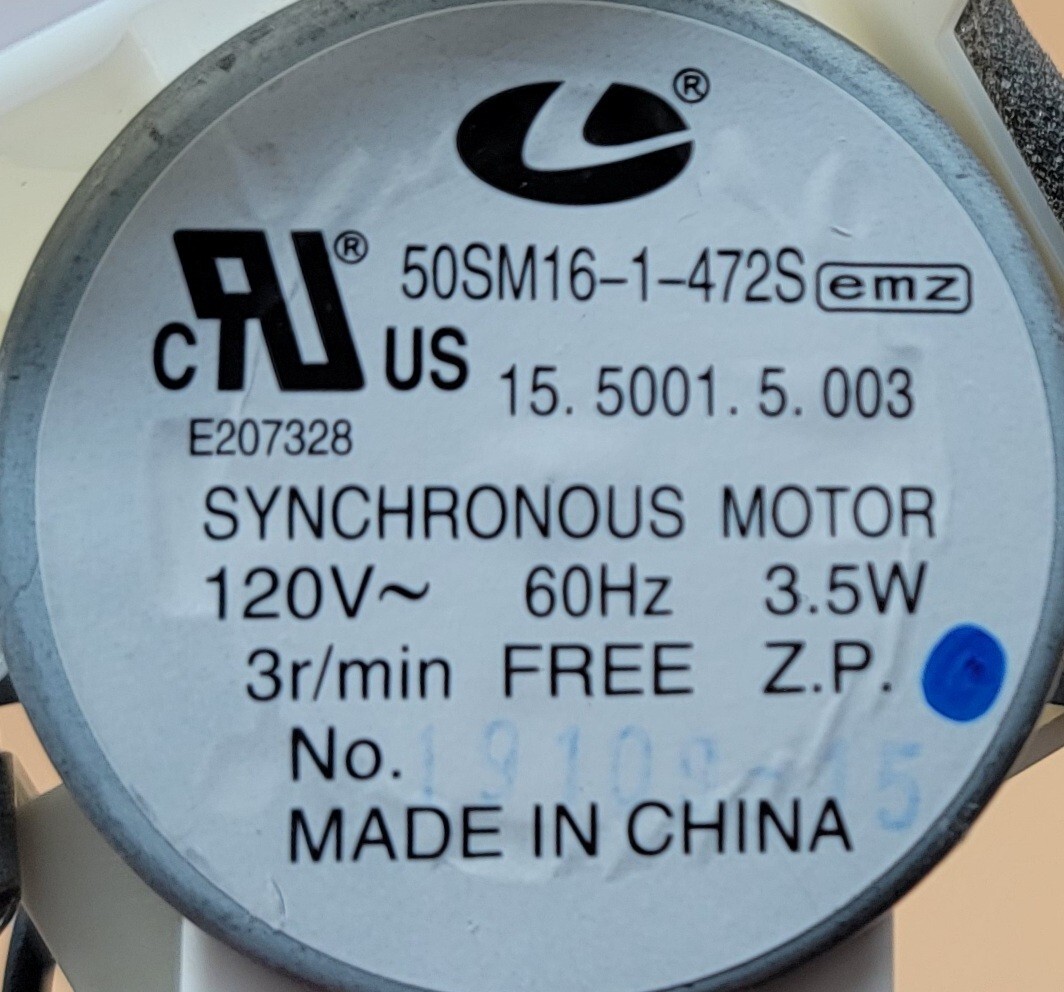 ®
® 50SM16-1-472S emz
C RU US 15.5001.5.003
E207328
SYNCHRONOUS MOTOR
120V~ 60Hz 3.5W
3r/min FREE Z.P.
No.
MADE IN CHINA